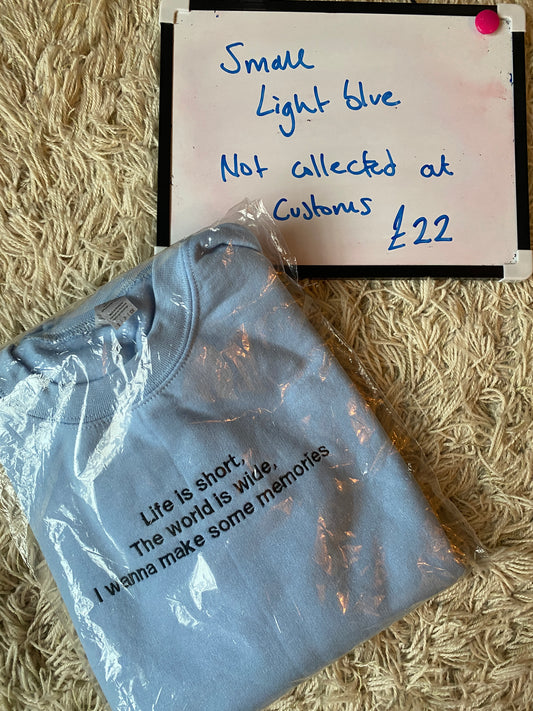 Small
Light blue
Not collected at
Customs
£22
Life is short,
The world is wide,
I wanna make some memories